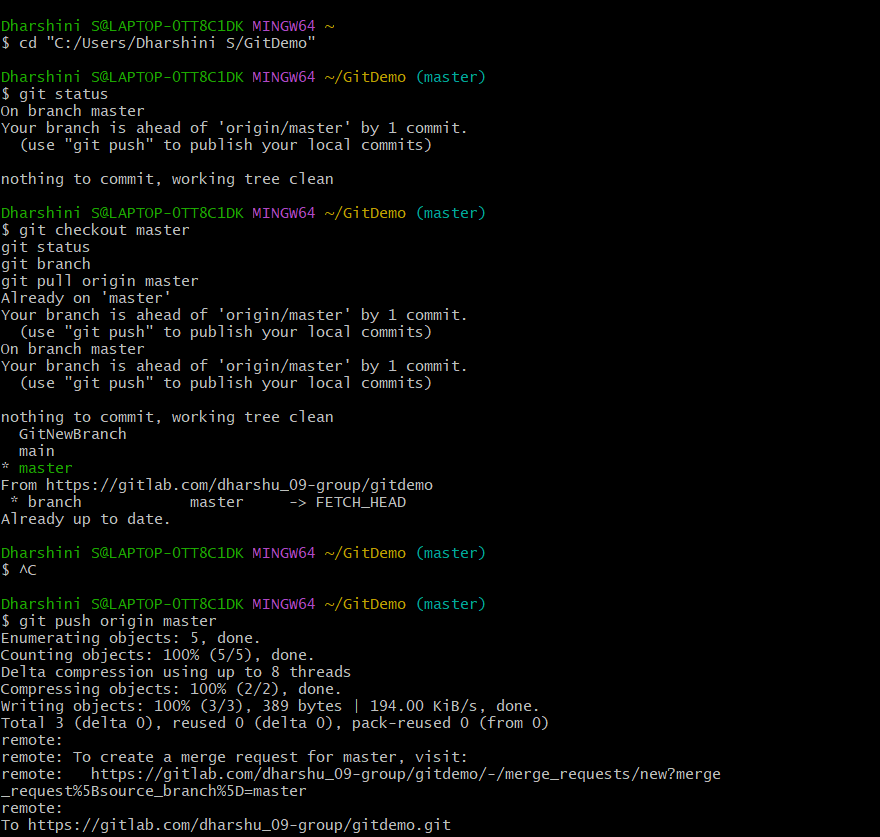 Dharshini S@LAPTOP-0TT8C1DK MINGW64 ~
$ cd "C:/Users/Dharshini S/GitDemo"
Dharshini S@LAPTOP-0TT8C1DK MINGW64 ~/GitDemo (master)
$ git status
On branch master
Your branch is ahead of 'origin/master' by 1 commit.
  (use "git push" to publish your local commits)
nothing to commit, working tree clean
Dharshini S@LAPTOP-0TT8C1DK MINGW64 ~/GitDemo (master)
$ git checkout master
git status
git branch
git pull origin master
Already on 'master'
Your branch is ahead of 'origin/master' by 1 commit.
  (use "git push" to publish your local commits)
On branch master
Your branch is ahead of 'origin/master' by 1 commit.
  (use "git push" to publish your local commits)
nothing to commit, working tree clean
  GitNewBranch
  main
* master
From https://gitlab.com/dharshu_09-group/gitdemo
 * branch            master     -> FETCH_HEAD
Already up to date.
Dharshini S@LAPTOP-0TT8C1DK MINGW64 ~/GitDemo (master)
$ ^C
Dharshini S@LAPTOP-0TT8C1DK MINGW64 ~/GitDemo (master)
$ git push origin master
Enumerating objects: 5, done.
Counting objects: 100% (5/5), done.
Delta compression using up to 8 threads
Compressing objects: 100% (2/2), done.
Writing objects: 100% (3/3), 389 bytes | 194.00 KiB/s, done.
Total 3 (delta 0), reused 0 (delta 0), pack-reused 0 (from 0)
remote:
remote: To create a merge request for master, visit:
remote:   https://gitlab.com/dharshu_09-group/gitdemo/-/merge_requests/new?merge
_request%5Bsource_branch%5D=master
remote:
To https://gitlab.com/dharshu_09-group/gitdemo.git